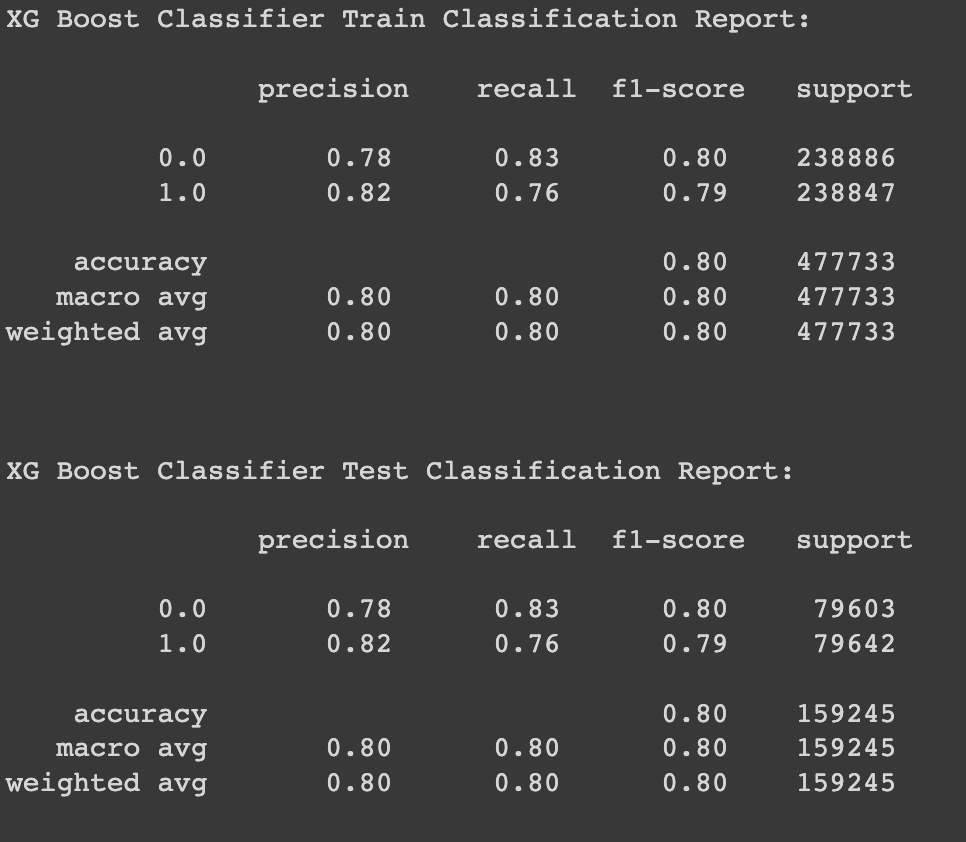 XG Boost Classifier Train Classification Report:
precision recall f1-score support
0.0 0.78 0.83 0.80 238886
1.0 0.82 0.76 0.79 238847
accuracy 0.80 477733
macro avg 0.80 0.80 0.80 477733
weighted avg 0.80 0.80 0.80 477733
XG Boost Classifier Test Classification Report:
precision recall f1-score support
0.0 0.78 0.83 0.80 79603
1.0 0.82 0.76 0.79 79642
accuracy 0.80 159245
macro avg 0.80 0.80 0.80 159245
weighted avg 0.80 0.80 0.80 159245